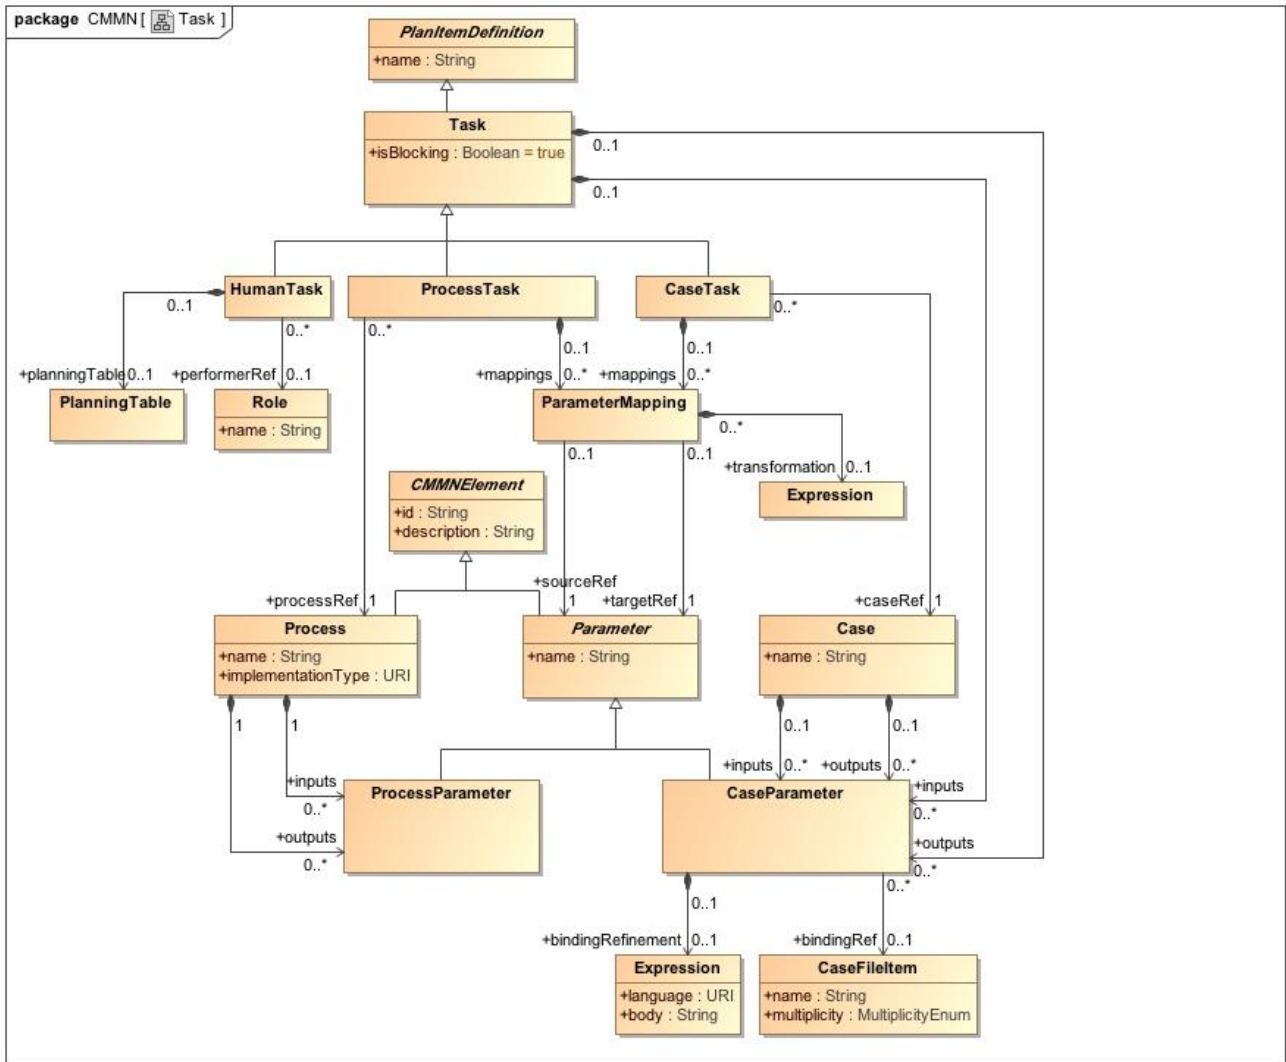 package CMMN [ Task ]
PlanItemDefinition
+name : String
Task
+isBlocking : Boolean = true
0..1
0..1
HumanTask
ProcessTask
CaseTask
0..1
0..*
0..*
0..1
0..1
0..*
+planningTable 0..1
+performerRef 0..1
+mappings 0..*
+mappings 0..*
PlanningTable
Role
+name : String
ParameterMapping
0..*
0..1
0..1
+transformation 0..1
Expression
CMMNElement
+id : String
+description : String
+sourceRef
+processRef 1
1
+targetRef 1
+caseRef 1
Process
+name : String
+implementationType : URI
Parameter
+name : String
Case
+name : String
1
1
0..1
0..1
+inputs
0..*
+outputs
0..*
+inputs 0..*
+outputs 0..*
+inputs
0..*
+outputs
0..*
ProcessParameter
CaseParameter
0..1
0..*
+bindingRefinement 0..1
+bindingRef 0..1
Expression
+language : URI
+body : String
CaseFileItem
+name : String
+multiplicity : MultiplicityEnum